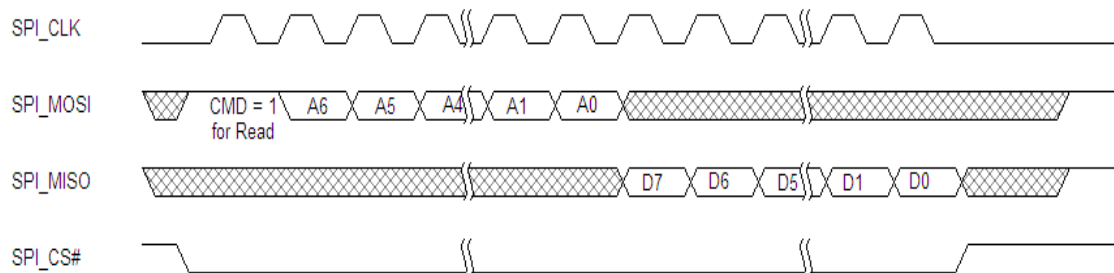 SPI_CLK
SPI_MOSI
CMD = 1
for Read
A6 A5 A4 A1 A0
SPI_MISO
D7 D6 D5 D1 D0
SPI_CS#